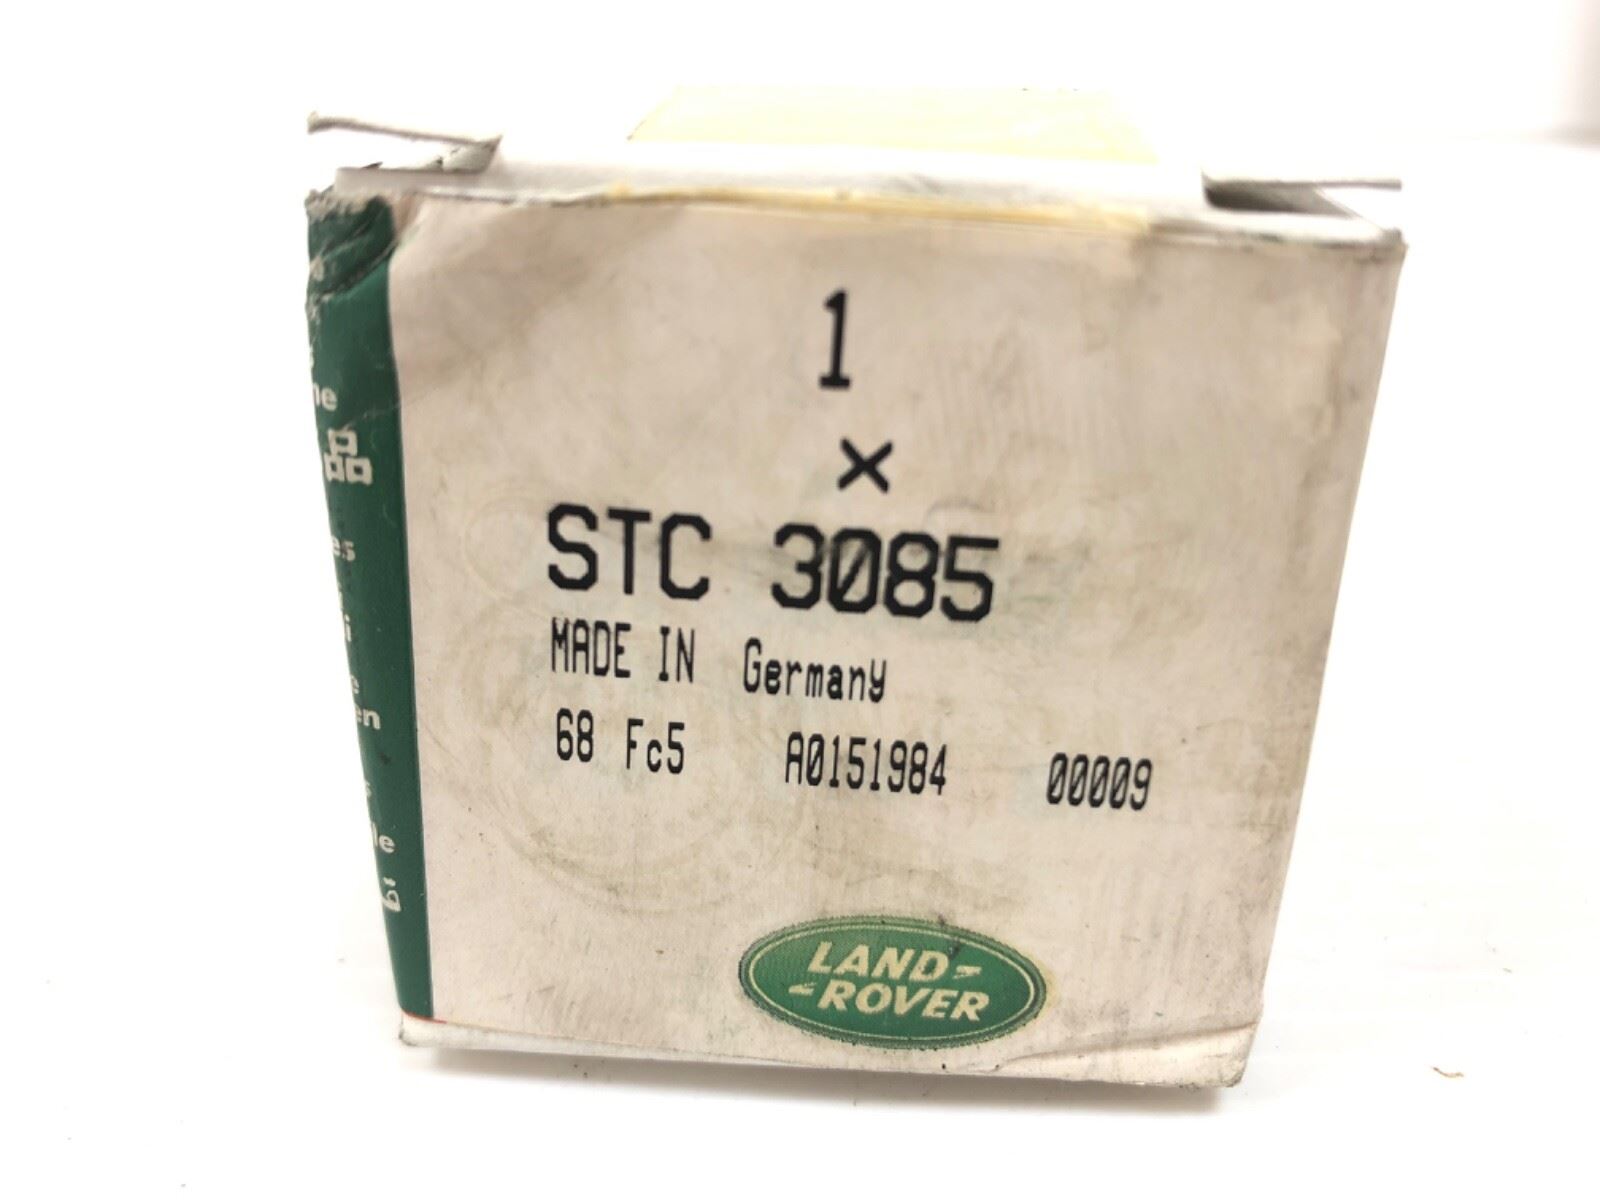 1
×
STC 3085
MADE IN Germany
68 Fc5 A0151984 00009
LAND-
-ROVER